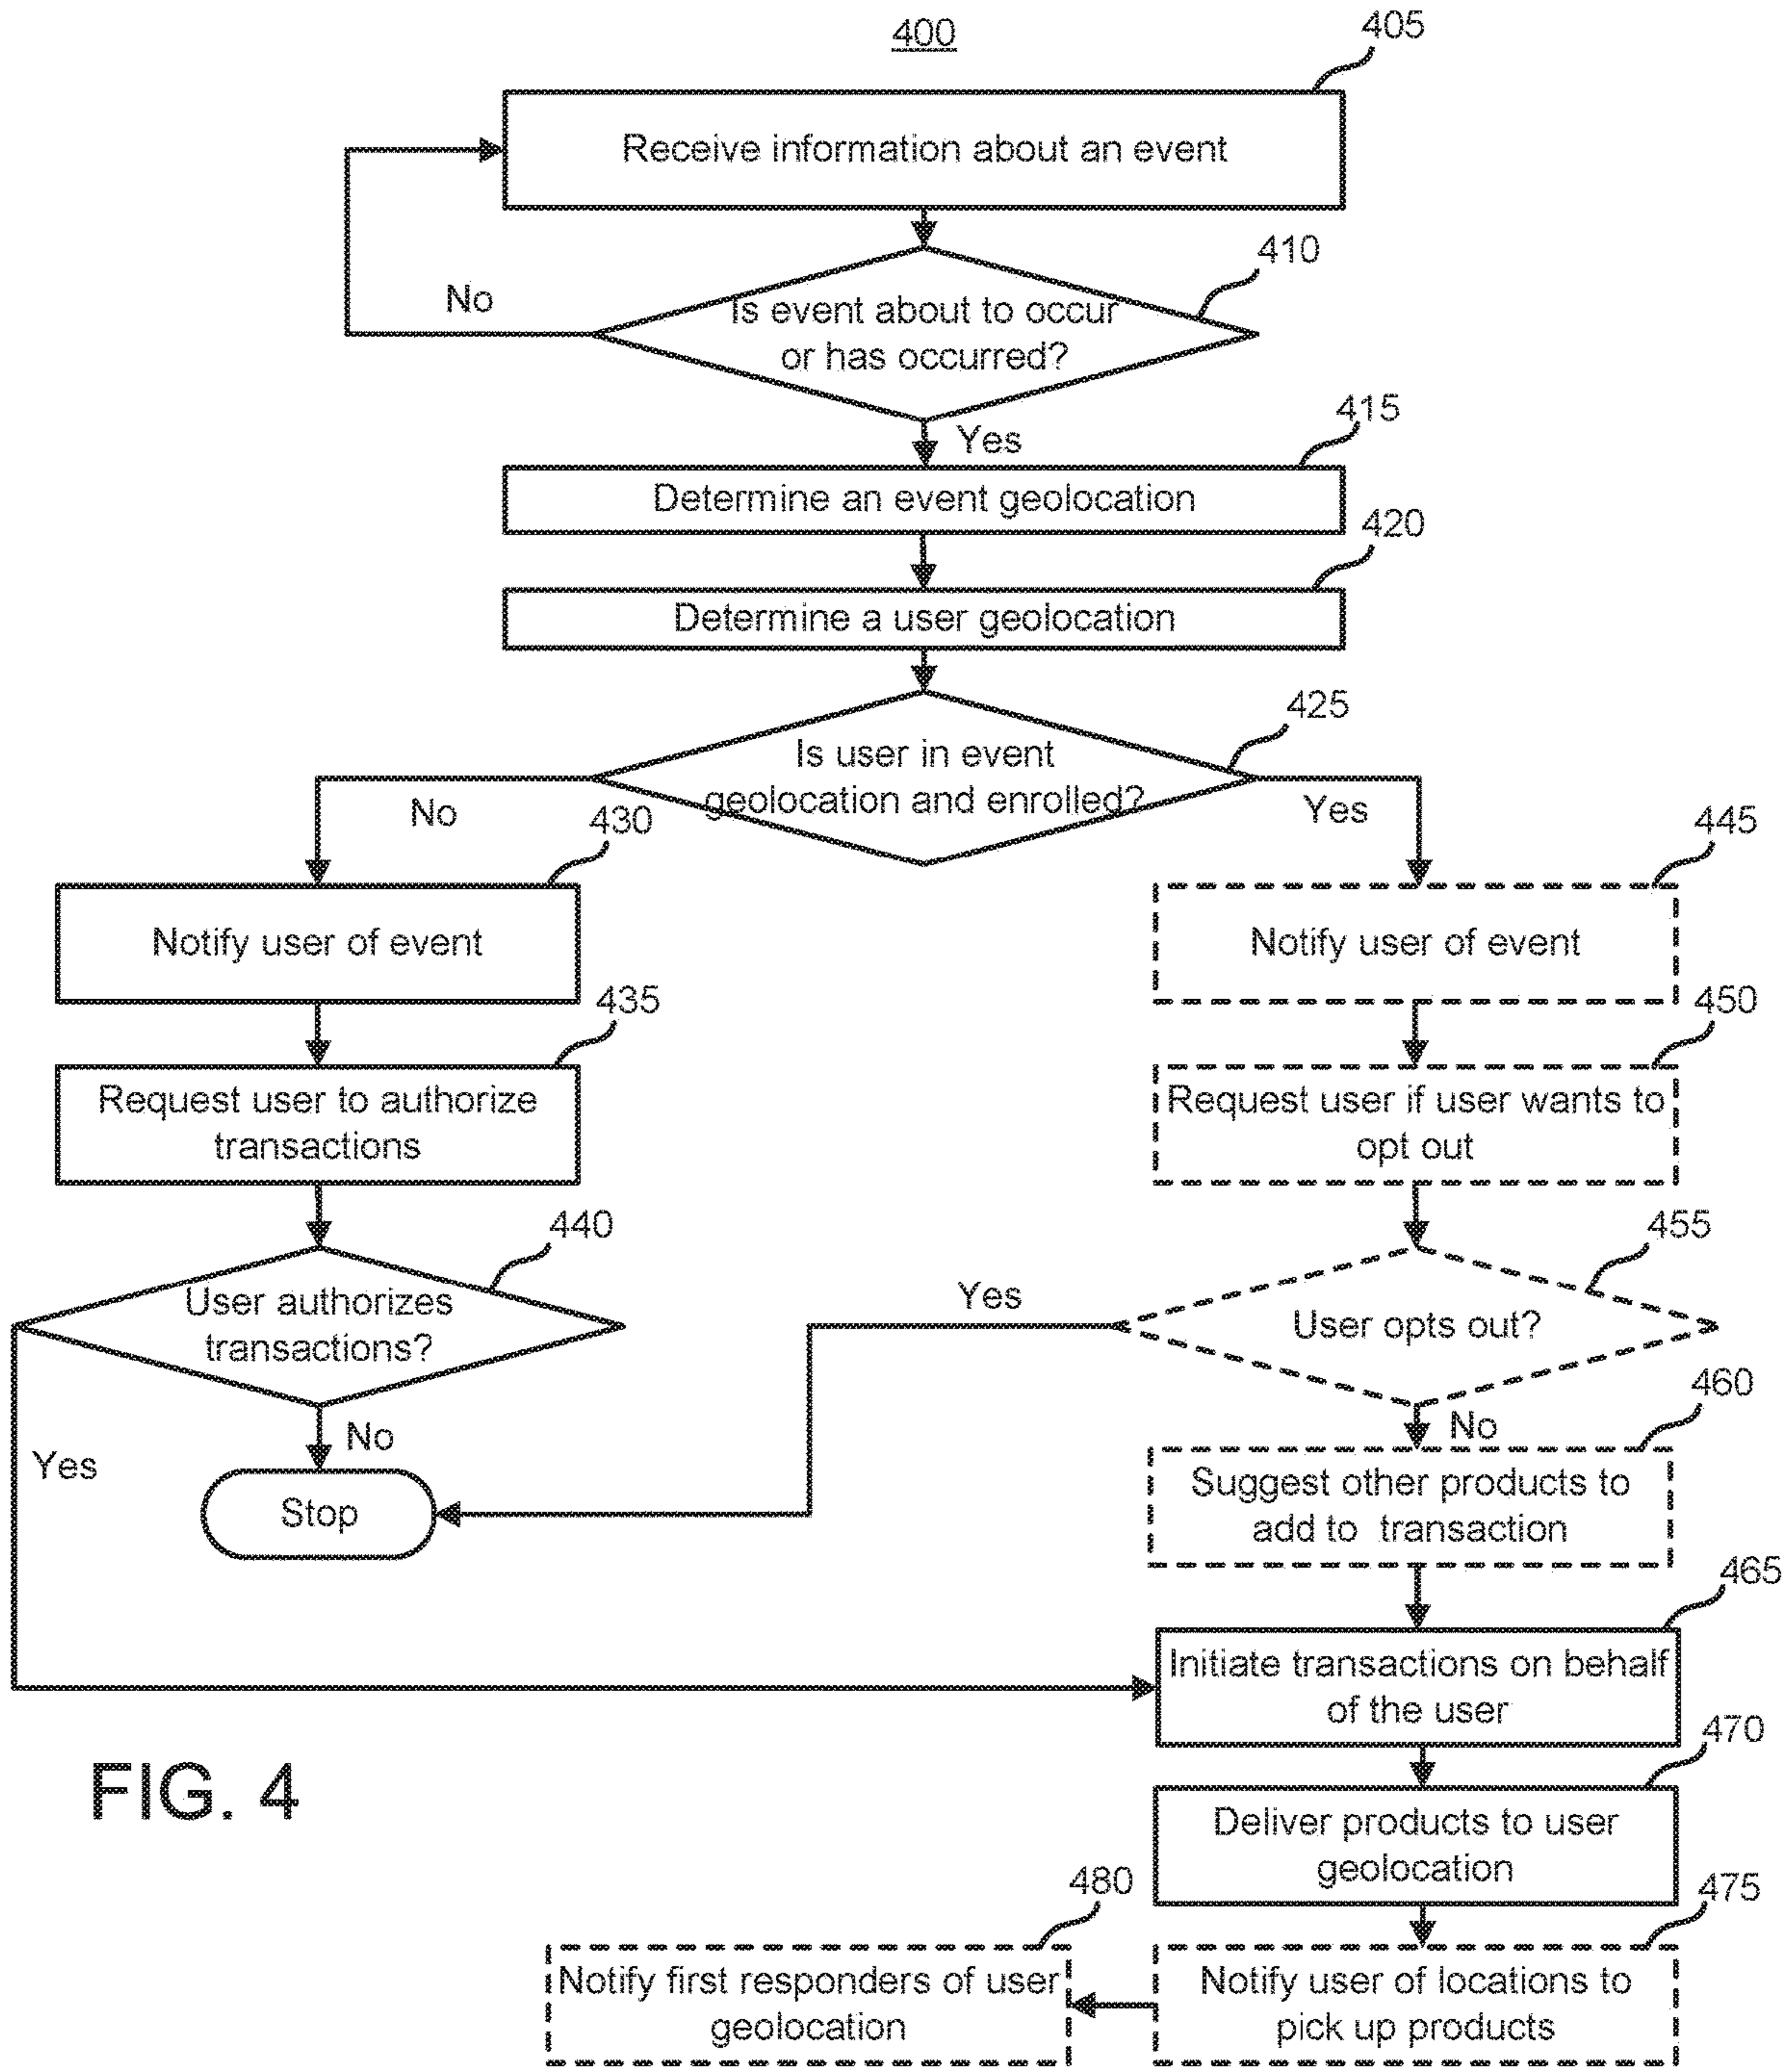 400
405
Receive information about an event
410
No
Is event about to occur
or has occurred?
415
Yes
Determine an event geolocation
420
Determine a user geolocation
425
Is user in event
geolocation and enrolled?
No
Yes
430
445
Notify user of event
Notify user of event
435
450
Request user to authorize
transactions
Request user if user wants to
opt out
440
455
User authorizes
transactions?
Yes
User opts out?
460
No
No
Yes
Suggest other products to
add to transaction
Stop
465
Initiate transactions on behalf
of the user
470
FIG. 4
Deliver products to user
geolocation
480
475
Notify first responders of user
geolocation
Notify user of locations to
pick up products